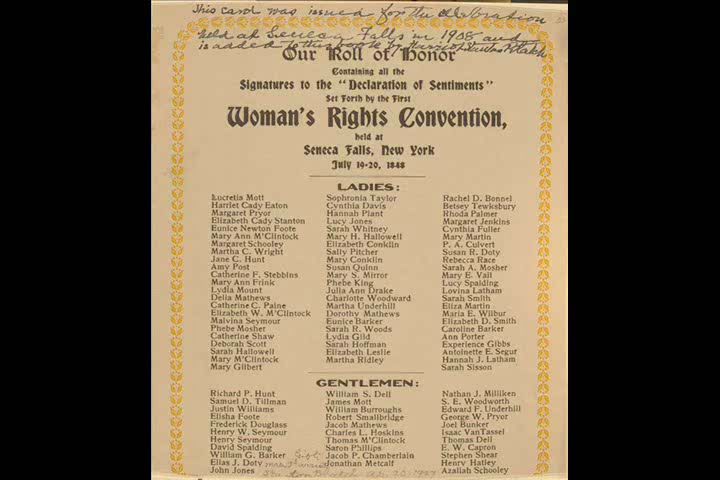 This card was issued for the celebration
held at Seneca Falls in 1908 and
is added to this book by Harriot Stanton Blatch
Our Roll of Honor
Containing all the
Signatures to the "Declaration of Sentiments"
Set Forth by the First
Woman's Rights Convention,
held at
Seneca Falls, New York
July 19-20, 1848
LADIES:
Lucretia Mott
Harriet Cady Eaton
Margaret Pryor
Elizabeth Cady Stanton
Eunice Newton Foote
Mary Ann M'Clintock
Margaret Schooley
Martha C. Wright
Jane C. Hunt
Amy Post
Catherine F. Stebbins
Mary Ann Frink
Lydia Mount
Delia Mathews
Catherine C. Paine
Elizabeth W. M'Clintock
Malvina Seymour
Phebe Mosher
Catherine Shaw
Deborah Scott
Sarah Hallowell
Mary M'Clintock
Mary Gilbert
Sophronia Taylor
Cynthia Davis
Hannah Plant
Lucy Jones
Sarah Whitney
Mary H. Hallowell
Elizabeth Conklin
Sally Pitcher
Mary Conklin
Susan Quinn
Mary S. Mirror
Phebe King
Julia Ann Drake
Charlotte Woodward
Martha Underhill
Dorothy Mathews
Eunice Barker
Sarah R. Woods
Lydia Gild
Sarah Hoffman
Elizabeth Leslie
Martha Ridley
Rachel D. Bonnel
Betsey Tewksbury
Rhoda Palmer
Margaret Jenkins
Cynthia Fuller
Mary Martin
P. A. Culvert
Susan R. Doty
Rebecca Race
Sarah A. Mosher
Mary E. Vail
Lucy Spalding
Lovina Latham
Sarah Smith
Eliza Martin
Maria E. Wilbur
Elizabeth D. Smith
Caroline Barker
Ann Porter
Experience Gibbs
Antoinette E. Segur
Hannah J. Latham
Sarah Sisson
GENTLEMEN:
Richard P. Hunt
Samuel D. Tillman
Justin Williams
Elisha Foote
Frederick Douglass
Henry W. Seymour
Henry Seymour
David Spalding
William G. Barker
Elias J. Doty
John Jones
William S. Dell
James Mott
William Burroughs
Robert Smallbridge
Jacob Mathews
Charles L. Hoskins
Thomas M'Clintock
Saron Phillips
Jacob P. Chamberlain
Jonathan Metcalf
Nathan J. Milliken
S. E. Woodworth
Edward F. Underhill
George W. Pryor
Joel Bunker
Isaac VanTassel
Thomas Dell
E. W. Capron
Stephen Shear
Henry Hatley
Azaliah Schooley
Gift
Mrs. Harriot
Stanton Blatch